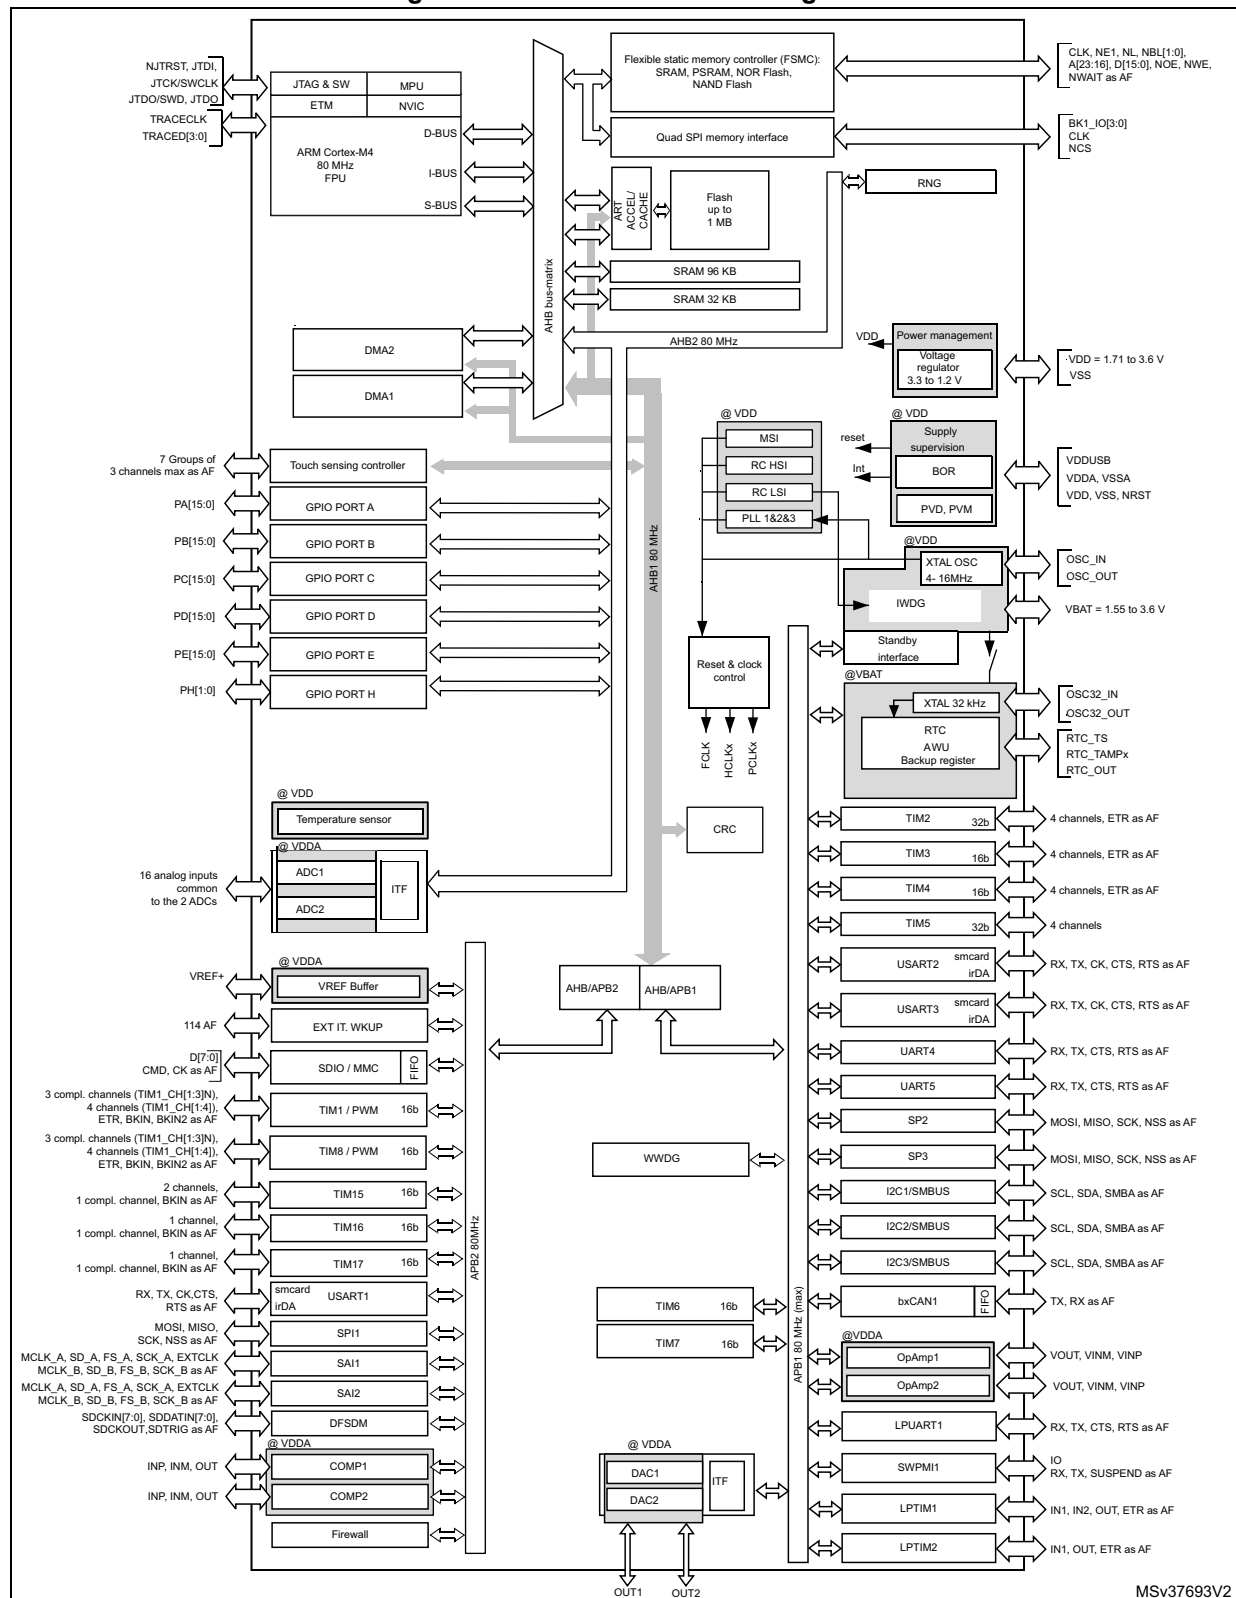 NJTRST, JTDI,
JTCK/SWCLK
JTDO/SWD, JTDO
TRACECLK
TRACED[3:0]
JTAG & SW
MPU
ETM
NVIC
ARM Cortex-M4
80 MHz
FPU
D-BUS
I-BUS
S-BUS
AHB bus-matrix
Flexible static memory controller (FSMC):
SRAM, PSRAM, NOR Flash,
NAND Flash
CLK, NE1, NL, NBL[1:0],
A[23:16], D[15:0], NOE, NWE,
NWAIT as AF
Quad SPI memory interface
BK1_IO[3:0]
CLK
NCS
ART
ACCEL/
CACHE
Flash
up to
1 MB
RNG
SRAM 96 KB
SRAM 32 KB
AHB2 80 MHz
DMA2
DMA1
VDD
Power management
Voltage
regulator
3.3 to 1.2 V
VDD = 1.71 to 3.6 V
VSS
@ VDD
MSI
RC HSI
RC LSI
PLL 1&2&3
@ VDD
reset
Int
Supply
supervision
BOR
PVD, PVM
VDDUSB
VDDA, VSSA
VDD, VSS, NRST
7 Groups of
3 channels max as AF
Touch sensing controller
PA[15:0]
GPIO PORT A
PB[15:0]
GPIO PORT B
PC[15:0]
GPIO PORT C
PD[15:0]
GPIO PORT D
PE[15:0]
GPIO PORT E
PH[1:0]
GPIO PORT H
AHB1 80 MHz
@VDD
XTAL OSC
4- 16MHz
IWDG
OSC_IN
OSC_OUT
VBAT = 1.55 to 3.6 V
Standby
interface
@VBAT
XTAL 32 kHz
RTC
AWU
Backup register
OSC32_IN
OSC32_OUT
RTC_TS
RTC_TAMPx
RTC_OUT
Reset & clock
control
FCLK
HCLKx
PCLKx
@ VDD
Temperature sensor
@ VDDA
ADC1
ADC2
ITF
16 analog inputs
common
to the 2 ADCs
CRC
AHB/APB2
AHB/APB1
VREF+
@ VDDA
VREF Buffer
114 AF
EXT IT. WKUP
D[7:0]
CMD, CK as AF
SDIO / MMC
FIFO
3 compl. channels (TIM1_CH[1:3]N),
4 channels (TIM1_CH[1:4]),
ETR, BKIN, BKIN2 as AF
TIM1 / PWM
16b
3 compl. channels (TIM1_CH[1:3]N),
4 channels (TIM1_CH[1:4]),
ETR, BKIN, BKIN2 as AF
TIM8 / PWM
16b
2 channels,
1 compl. channel, BKIN as AF
TIM15
16b
1 channel,
1 compl. channel, BKIN as AF
TIM16
16b
1 channel,
1 compl. channel, BKIN as AF
TIM17
16b
RX, TX, CK,CTS,
RTS as AF
smcard
irDA
USART1
MOSI, MISO,
SCK, NSS as AF
SPI1
MCLK_A, SD_A, FS_A, SCK_A, EXTCLK
MCLK_B, SD_B, FS_B, SCK_B as AF
SAI1
MCLK_A, SD_A, FS_A, SCK_A, EXTCLK
MCLK_B, SD_B, FS_B, SCK_B as AF
SAI2
SDCKIN[7:0], SDDATIN[7:0],
SDCKOUT,SDTRIG as AF
DFSDM
@ VDDA
INP, INM, OUT
COMP1
INP, INM, OUT
COMP2
Firewall
APB2 80MHz
WWDG
TIM6
16b
TIM7
16b
@ VDDA
DAC1
DAC2
ITF
OUT1
OUT2
APB1 80 MHz (max)
TIM2
32b
4 channels, ETR as AF
TIM3
16b
4 channels, ETR as AF
TIM4
16b
4 channels, ETR as AF
TIM5
32b
4 channels
USART2
smcard
irDA
RX, TX, CK, CTS, RTS as AF
USART3
smcard
irDA
RX, TX, CK, CTS, RTS as AF
UART4
RX, TX, CTS, RTS as AF
UART5
RX, TX, CTS, RTS as AF
SP2
MOSI, MISO, SCK, NSS as AF
SP3
MOSI, MISO, SCK, NSS as AF
I2C1/SMBUS
SCL, SDA, SMBA as AF
I2C2/SMBUS
SCL, SDA, SMBA as AF
I2C3/SMBUS
SCL, SDA, SMBA as AF
bxCAN1
FIFO
TX, RX as AF
@VDDA
OpAmp1
VOUT, VINM, VINP
OpAmp2
VOUT, VINM, VINP
LPUART1
RX, TX, CTS, RTS as AF
SWPMI1
IO
RX, TX, SUSPEND as AF
LPTIM1
IN1, IN2, OUT, ETR as AF
LPTIM2
IN1, OUT, ETR as AF
MSv37693V2